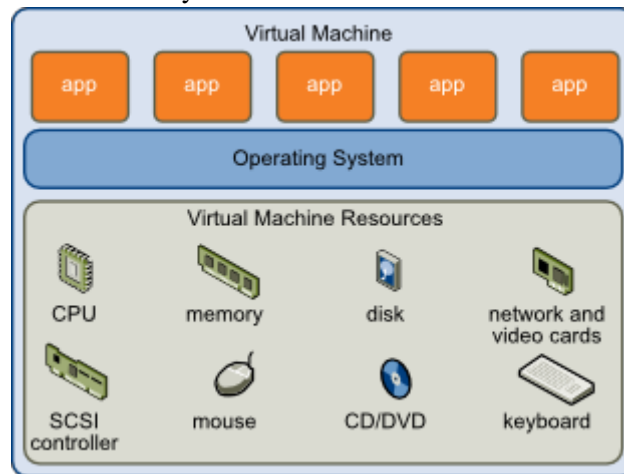 Virtual Machine
app app app app app
Operating System
Virtual Machine Resources
CPU memory disk network and
video cards
SCSI mouse CD/DVD keyboard
controller